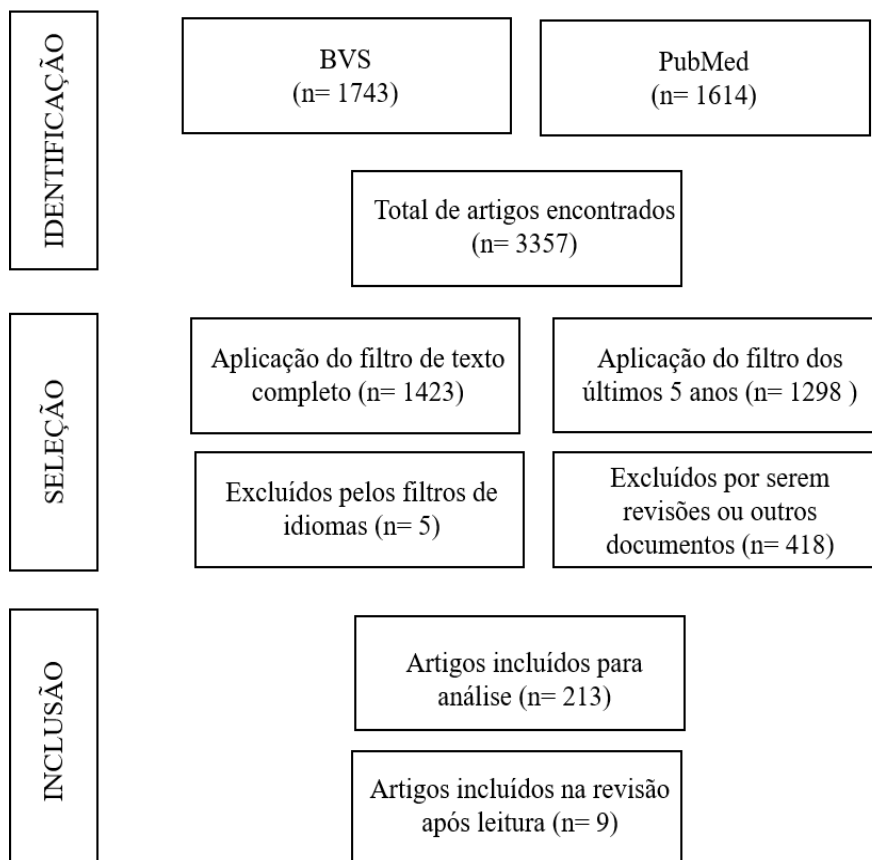 IDENTIFICAÇÃO
BVS
(n= 1743)
PubMed
(n= 1614)
Total de artigos encontrados
(n= 3357)
SELEÇÃO
Aplicação do filtro de texto
completo (n= 1423)
Aplicação do filtro dos
últimos 5 anos (n= 1298 )
Excluídos pelos filtros de
idiomas (n= 5)
Excluídos por serem
revisões ou outros
documentos (n= 418)
INCLUSÃO
Artigos incluídos para
análise (n= 213)
Artigos incluídos na revisão
após leitura (n= 9)